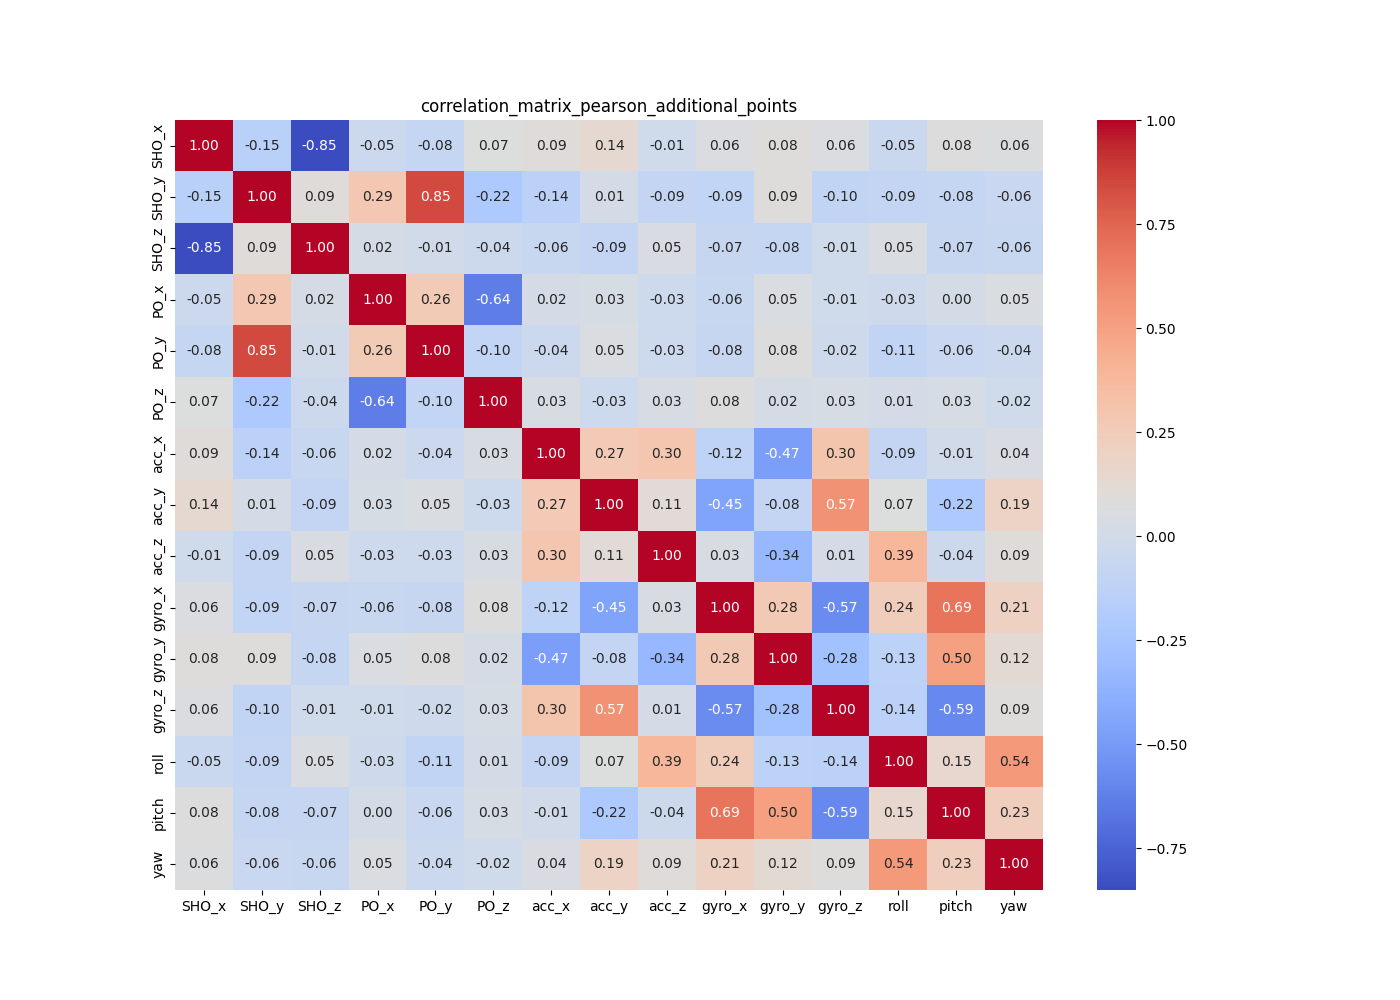 correlation_matrix_pearson_additional_points
SHO_x 1.00 -0.15 -0.85 -0.05 -0.08 0.07 0.09 0.14 -0.01 0.06 0.08 0.06 -0.05 0.08 0.06
SHO_y -0.15 1.00 0.09 0.29 0.85 -0.22 -0.14 0.01 -0.09 -0.09 0.09 -0.10 -0.09 -0.08 -0.06
SHO_z -0.85 0.09 1.00 0.02 -0.01 -0.04 -0.06 -0.09 0.05 -0.07 -0.08 -0.01 0.05 -0.07 -0.06
PO_x -0.05 0.29 0.02 1.00 0.26 -0.64 0.02 0.03 -0.03 -0.06 0.05 -0.01 -0.03 0.00 0.05
PO_y -0.08 0.85 -0.01 0.26 1.00 -0.10 -0.04 0.05 -0.03 -0.08 0.08 -0.02 -0.11 -0.06 -0.04
PO_z 0.07 -0.22 -0.04 -0.64 -0.10 1.00 0.03 -0.03 0.03 0.08 0.02 0.03 0.01 0.03 -0.02
acc_x 0.09 -0.14 -0.06 0.02 -0.04 0.03 1.00 0.27 0.30 -0.12 -0.47 0.30 -0.09 -0.01 0.04
acc_y 0.14 0.01 -0.09 0.03 0.05 -0.03 0.27 1.00 0.11 -0.45 -0.08 0.57 0.07 -0.22 0.19
acc_z -0.01 -0.09 0.05 -0.03 -0.03 0.03 0.30 0.11 1.00 0.03 -0.34 0.01 0.39 -0.04 0.09
gyro_x 0.06 -0.09 -0.07 -0.06 -0.08 0.08 -0.12 -0.45 0.03 1.00 0.28 -0.57 0.24 0.69 0.21
gyro_y 0.08 0.09 -0.08 0.05 0.08 0.02 -0.47 -0.08 -0.34 0.28 1.00 -0.28 -0.13 0.50 0.12
gyro_z 0.06 -0.10 -0.01 -0.01 -0.02 0.03 0.30 0.57 0.01 -0.57 -0.28 1.00 -0.14 -0.59 0.09
roll -0.05 -0.09 0.05 -0.03 -0.11 0.01 -0.09 0.07 0.39 0.24 -0.13 -0.14 1.00 0.15 0.54
pitch 0.08 -0.08 -0.07 0.00 -0.06 0.03 -0.01 -0.22 -0.04 0.69 0.50 -0.59 0.15 1.00 0.23
yaw 0.06 -0.06 -0.06 0.05 -0.04 -0.02 0.04 0.19 0.09 0.21 0.12 0.09 0.54 0.23 1.00
SHO_x SHO_y SHO_z PO_x PO_y PO_z acc_x acc_y acc_z gyro_x gyro_y gyro_z roll pitch yaw
1.00
0.75
0.50
0.25
0.00
−0.25
−0.50
−0.75